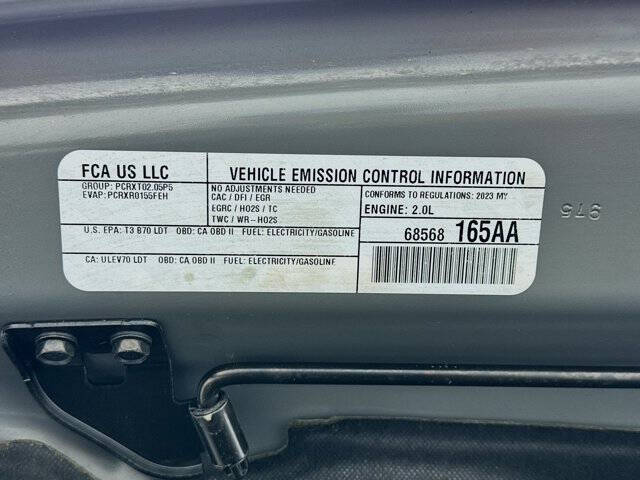 FCA US LLC
GROUP: PCRXT02.05P5
EVAP: PCRXR0155FEH
VEHICLE EMISSION CONTROL INFORMATION
NO ADJUSTMENTS NEEDED
CAC / DFI / EGR
EGRC / HO2S / TC
TWC / WR-HO2S
CONFORMS TO REGULATIONS: 2023 MY
ENGINE: 2.0L
U.S. EPA: T3 B70 LDT OBD: CA OBD II FUEL: ELECTRICITY/GASOLINE
CA: ULEV70 LDT OBD: CA OBD II FUEL: ELECTRICITY/GASOLINE
68568 165AA
975